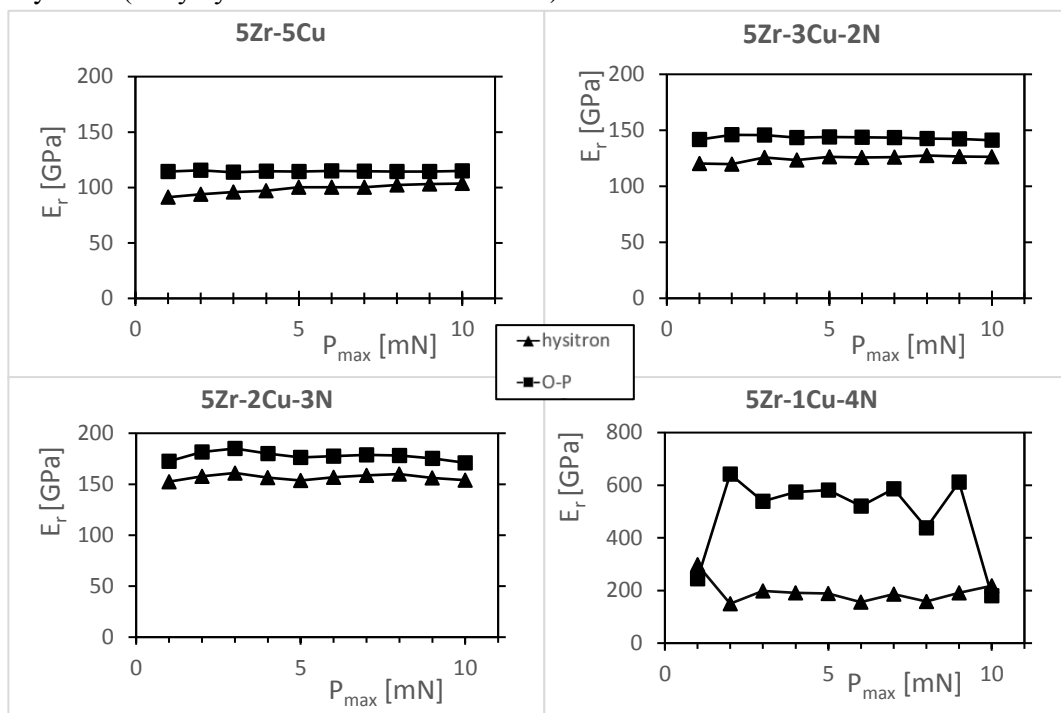 5Zr-5Cu
200
150
100
50
0
E_r [GPa]
0 5 10
P_max [mN]
5Zr-3Cu-2N
200
150
100
50
0
E_r [GPa]
0 5 10
P_max [mN]
hysitron
O-P
5Zr-2Cu-3N
200
150
100
50
0
E_r [GPa]
0 5 10
P_max [mN]
5Zr-1Cu-4N
800
600
400
200
0
E_r [GPa]
0 5 10
P_max [mN]